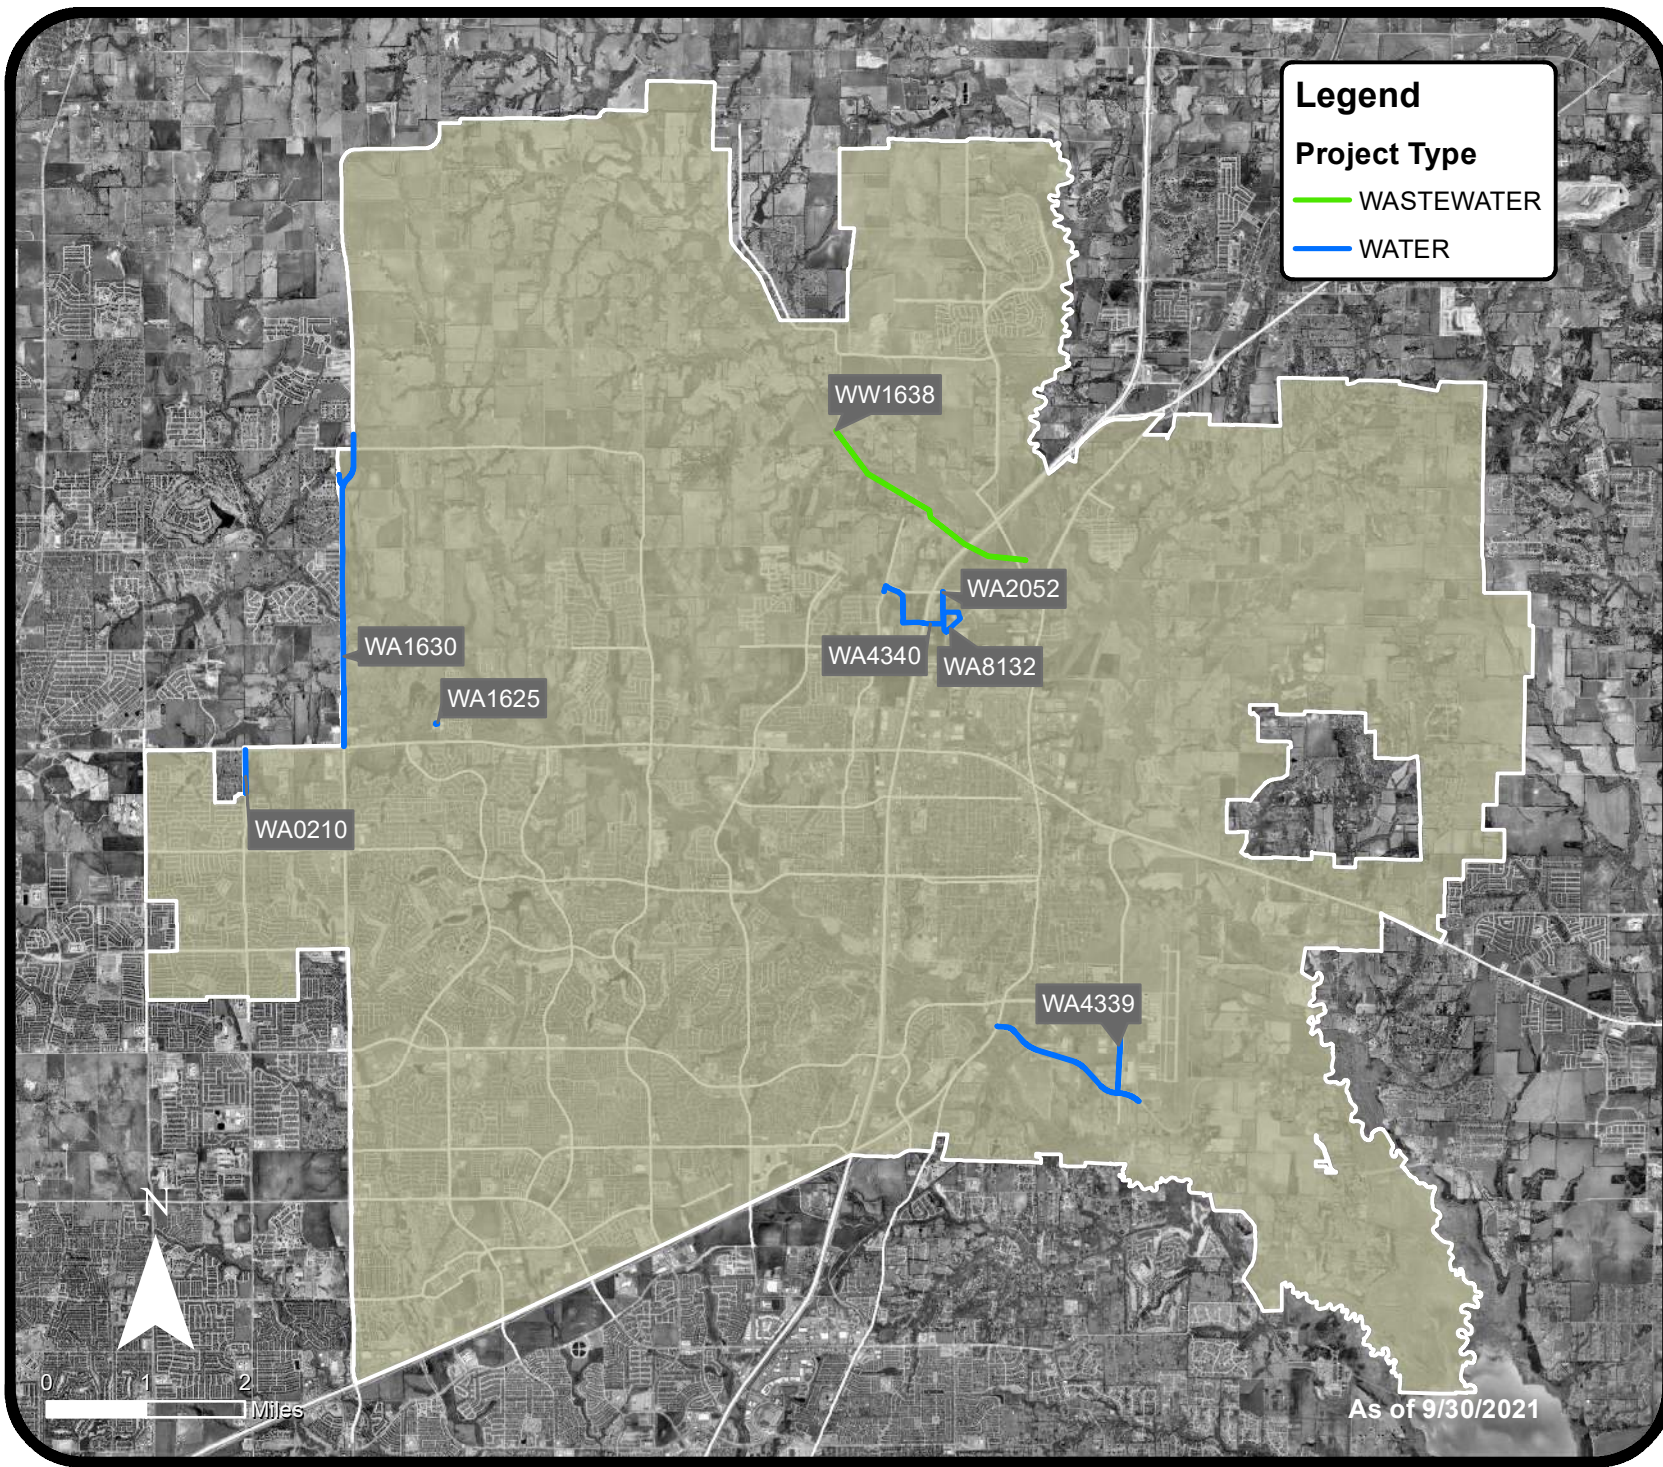 Legend
Project Type
WASTEWATER
WATER
WW1638
WA2052
WA4340
WA8132
WA1630
WA1625
WA0210
WA4339
N
0 1 2
Miles
As of 9/30/2021